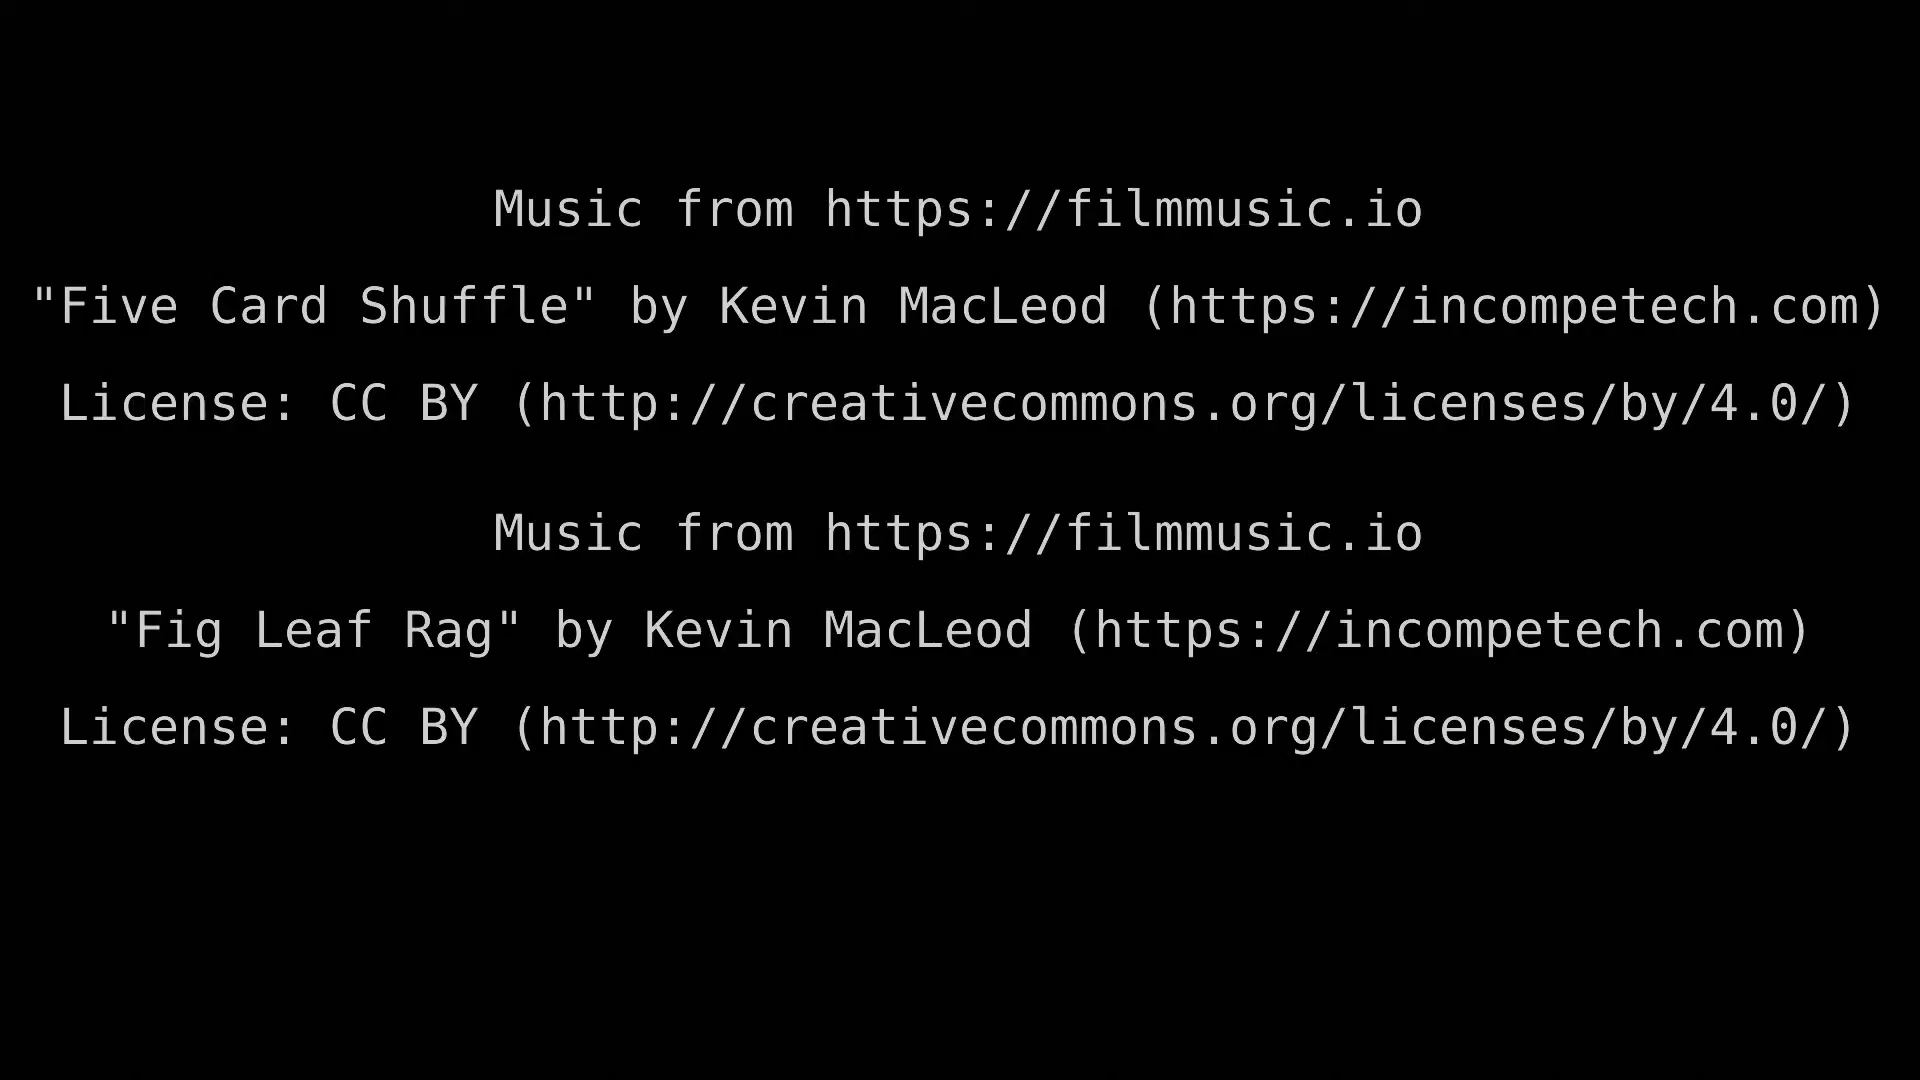 Music from https://filmmusic.io
"Five Card Shuffle" by Kevin MacLeod (https://incompetech.com)
License: CC BY (http://creativecommons.org/licenses/by/4.0/)
Music from https://filmmusic.io
"Fig Leaf Rag" by Kevin MacLeod (https://incompetech.com)
License: CC BY (http://creativecommons.org/licenses/by/4.0/)